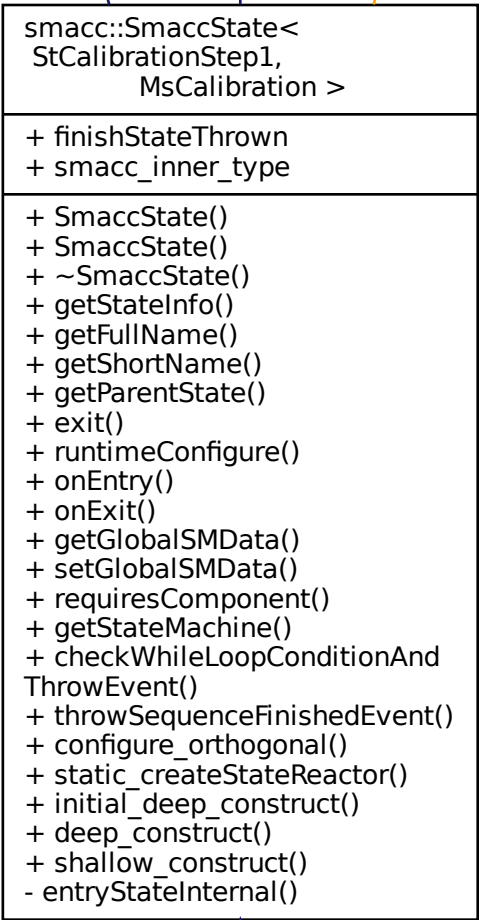 smacc::SmaccState<
StCalibrationStep1,
MsCalibration >
+ finishStateThrown
+ smacc_inner_type
+ SmaccState()
+ SmaccState()
+ ~SmaccState()
+ getStateInfo()
+ getFullName()
+ getShortName()
+ getParentState()
+ exit()
+ runtimeConfigure()
+ onEntry()
+ onExit()
+ getGlobalSMData()
+ setGlobalSMData()
+ requiresComponent()
+ getStateMachine()
+ checkWhileLoopConditionAnd
ThrowEvent()
+ throwSequenceFinishedEvent()
+ configure_orthogonal()
+ static_createStateReactor()
+ initial_deep_construct()
+ deep_construct()
+ shallow_construct()
- entryStateInternal()